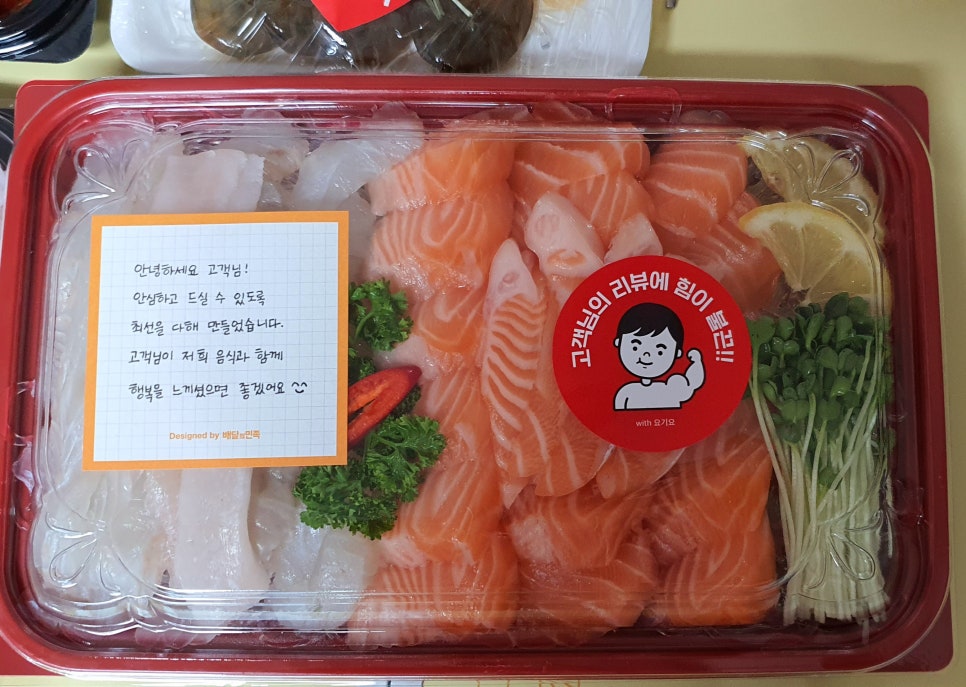 안녕하세요 고객님!
안심하고 드실 수 있도록
최선을 다해 만들었습니다.
고객님이 저희 음식과 함께
행복을 느끼셨으면 좋겠어요
Designed by 배달의민족
고객님의 리뷰에 힘이 불끈!!
with 요기요